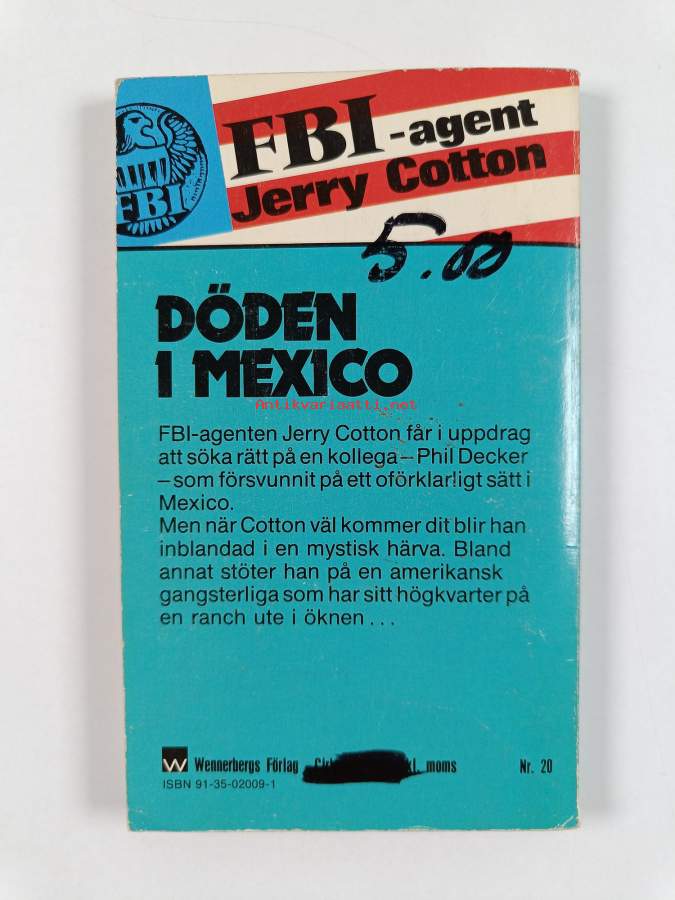 FBI
FBI-agent
Jerry Cotton
5.00
DÖDEN
I MEXICO
Antikvariaatti.net
FBI-agenten Jerry Cotton får i uppdrag
att söka rätt på en kollega – Phil Decker
– som försvunnit på ett oförklarligt sätt i
Mexico.
Men när Cotton väl kommer dit blir han
inblandad i en mystisk härva. Bland
annat stöter han på en amerikansk
gangsterliga som har sitt högkvarter på
en ranch ute i öknen ...
W Wennerbergs Förlag moms Nr. 20
ISBN 91-35-02009-1